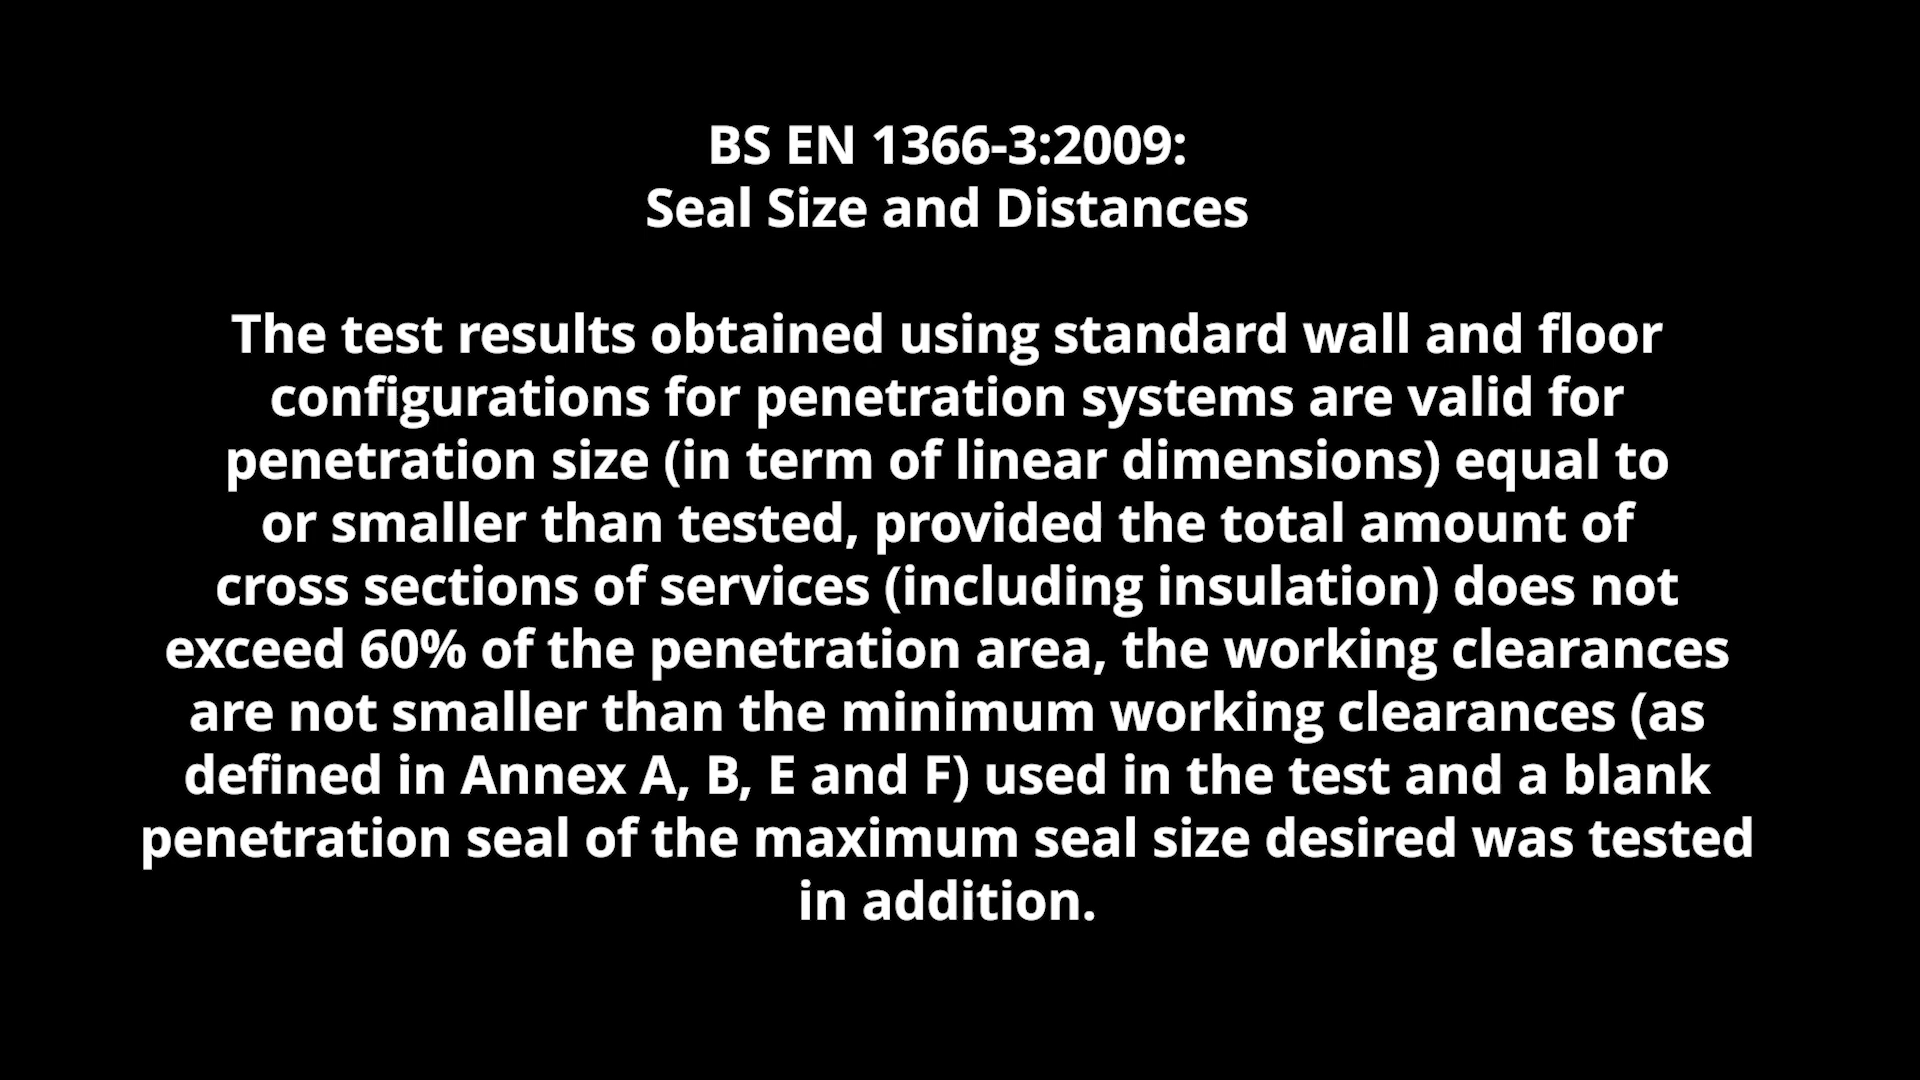 BS EN 1366-3:2009:
Seal Size and Distances
The test results obtained using standard wall and floor
configurations for penetration systems are valid for
penetration size (in term of linear dimensions) equal to
or smaller than tested, provided the total amount of
cross sections of services (including insulation) does not
exceed 60% of the penetration area, the working clearances
are not smaller than the minimum working clearances (as
defined in Annex A, B, E and F) used in the test and a blank
penetration seal of the maximum seal size desired was tested
in addition.